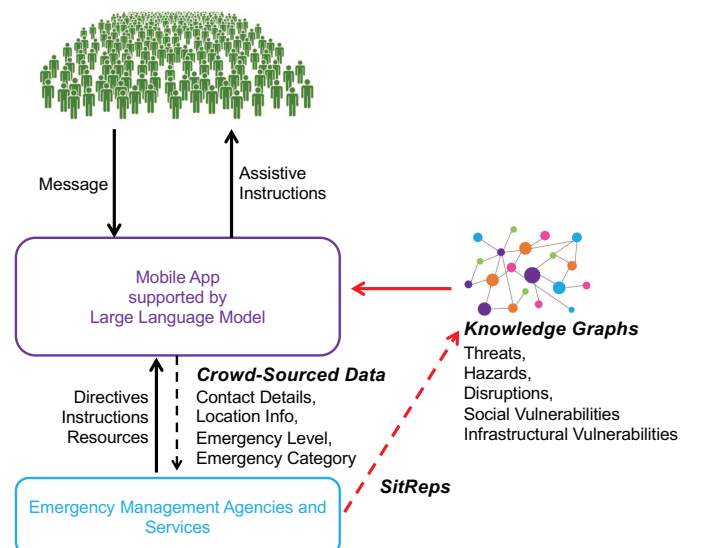 Message
Assistive
Instructions
Mobile App
supported by
Large Language Model
Knowledge Graphs
Threats,
Hazards,
Disruptions,
Social Vulnerabilities
Infrastructural Vulnerabilities
Directives
Instructions
Resources
Crowd-Sourced Data
Contact Details,
Location Info,
Emergency Level,
Emergency Category
SitReps
Emergency Management Agencies and
Services